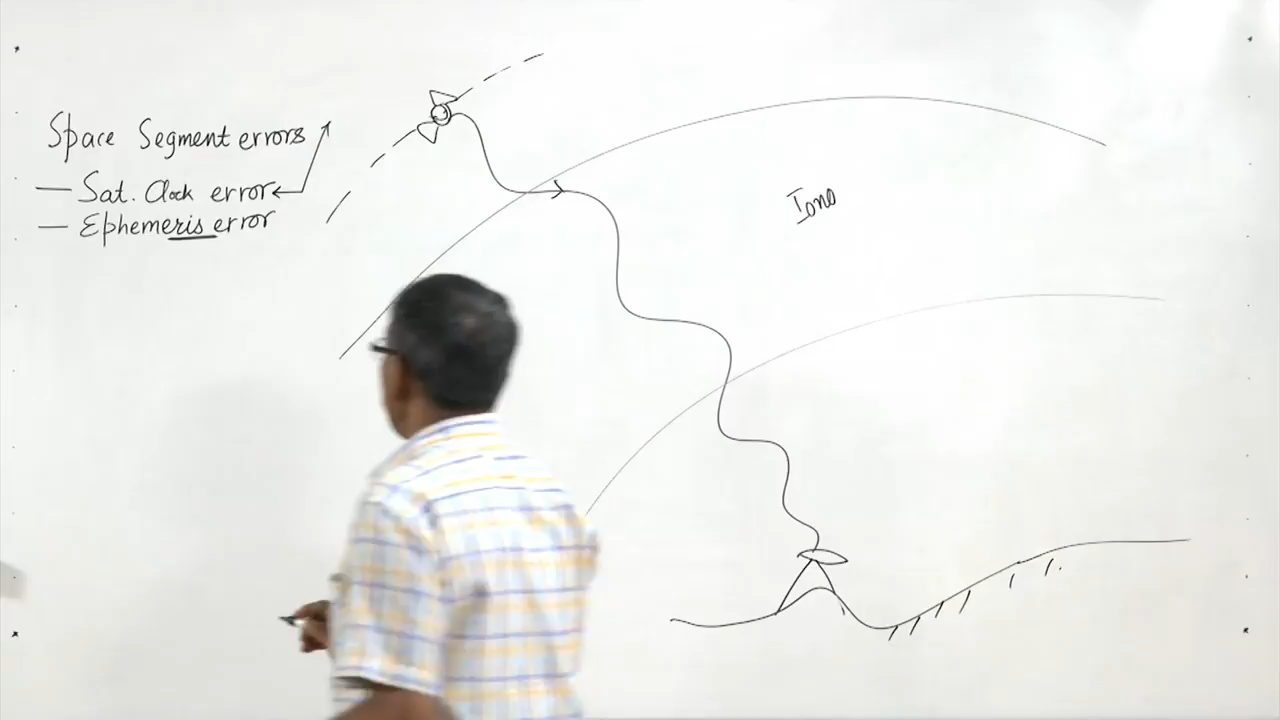 Space Segment errors
— Sat. Clock error
— Ephemeris error
Iono